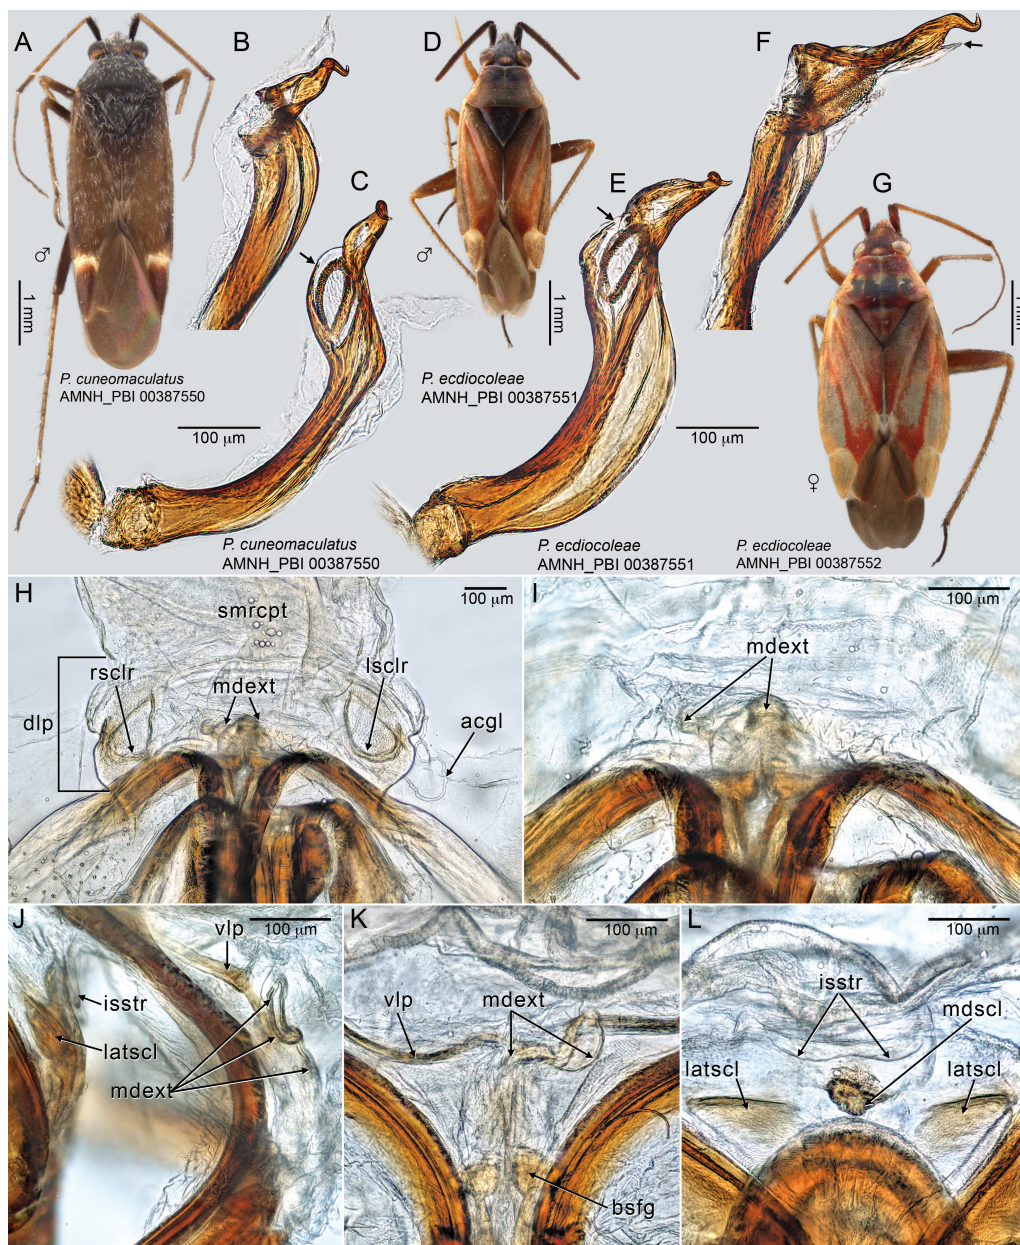 A
B
D
F
♂
C
♂
E
G
1 mm
1 mm
1 mm
P. cuneomaculatus
AMNH_PBI 00387550
P. ecdiocoleae
AMNH_PBI 00387551
100 µm
100 µm
♀
P. cuneomaculatus
AMNH_PBI 00387550
P. ecdiocoleae
AMNH_PBI 00387551
P. ecdiocoleae
AMNH_PBI 00387552
H
smrcpt
100 µm
rsclr
mdext
lsclr
dlp
acgl
I
100 µm
mdext
J
vlp
100 µm
isstr
latscl
mdext
K
100 µm
vlp
mdext
bsfg
L
100 µm
isstr
mdscl
latscl
latscl